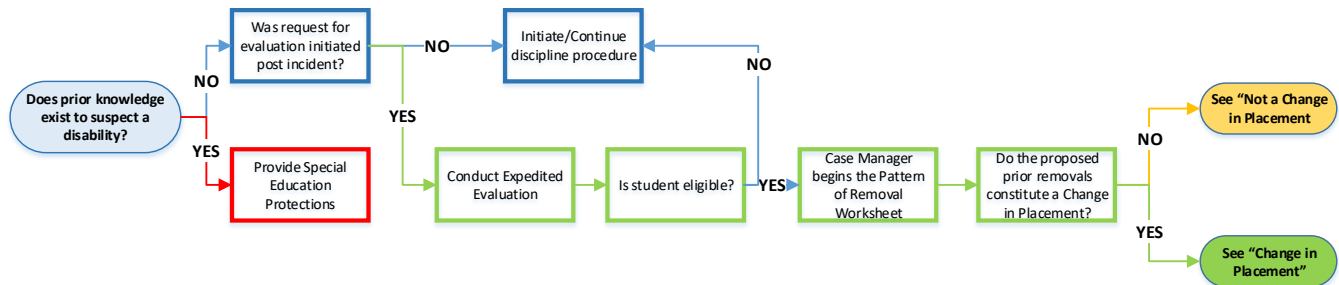 Does prior knowledge
exist to suspect a
disability?
NO
YES
Was request for
evaluation initiated
post incident?
Provide Special
Education
Protections
NO
YES
Initiate/Continue
discipline procedure
Conduct Expedited
Evaluation
Is student eligible?
NO
YES
Case Manager
begins the Pattern
of Removal
Worksheet
Do the proposed
prior removals
constitute a Change
in Placement?
NO
YES
See “Not a Change
in Placement
See “Change in
Placement”